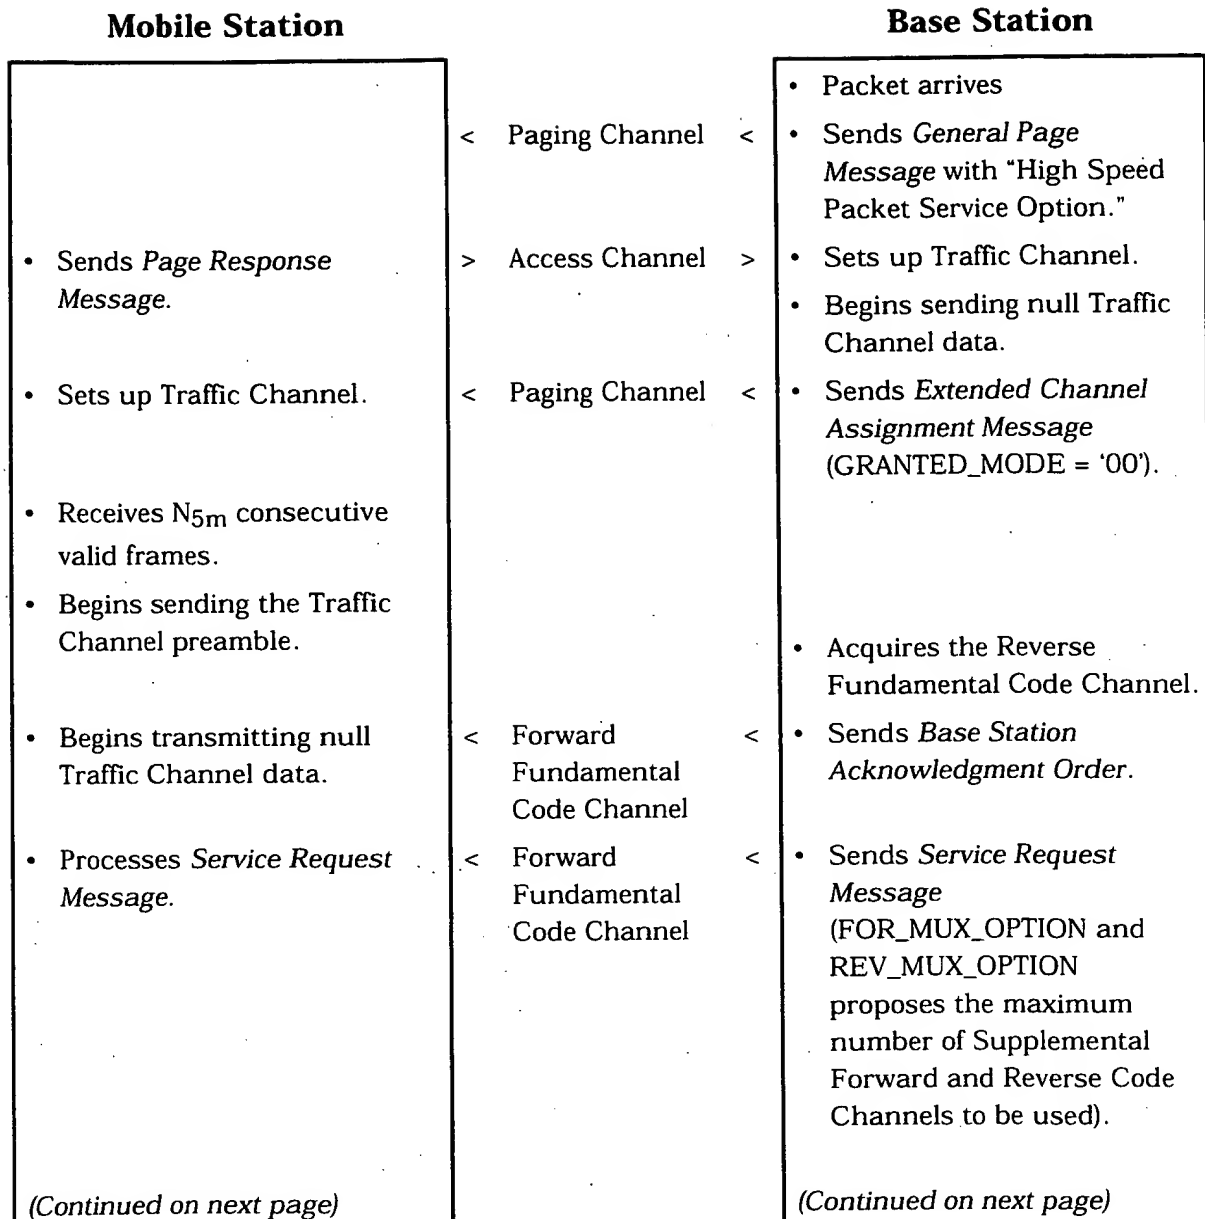 Mobile Station
Base Station
• Packet arrives
< Paging Channel < • Sends General Page
Message with "High Speed
Packet Service Option."
• Sends Page Response > Access Channel > • Sets up Traffic Channel.
Message.
• Begins sending null Traffic
Channel data.
• Sets up Traffic Channel. < Paging Channel < • Sends Extended Channel
Assignment Message
(GRANTED_MODE = '00').
• Receives N5m consecutive
valid frames.
• Begins sending the Traffic
Channel preamble.
• Acquires the Reverse
Fundamental Code Channel.
• Begins transmitting null < Forward < • Sends Base Station
Traffic Channel data. Fundamental Acknowledgment Order.
Code Channel
• Processes Service Request < Forward < • Sends Service Request
Message. Fundamental Message
Code Channel (FOR_MUX_OPTION and
REV_MUX_OPTION
proposes the maximum
number of Supplemental
Forward and Reverse Code
Channels to be used).
(Continued on next page) (Continued on next page)